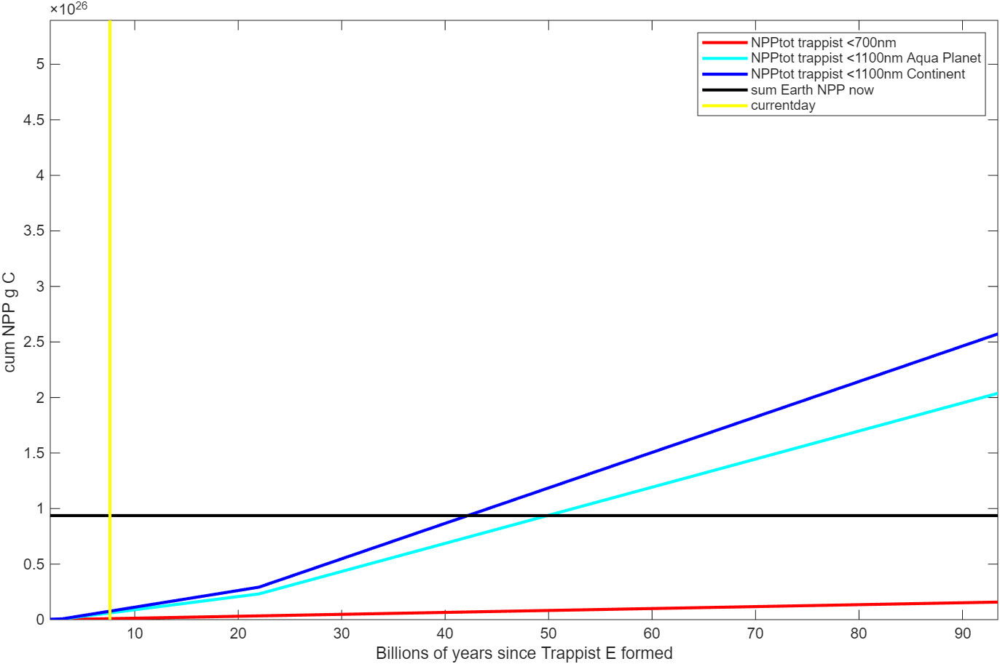 ×10²⁶
5
4.5
4
3.5
3
2.5
2
1.5
1
0.5
0
cum NPP g C
NPPtot trappist <700nm
NPPtot trappist <1100nm Aqua Planet
NPPtot trappist <1100nm Continent
sum Earth NPP now
currentday
10 20 30 40 50 60 70 80 90
Billions of years since Trappist E formed